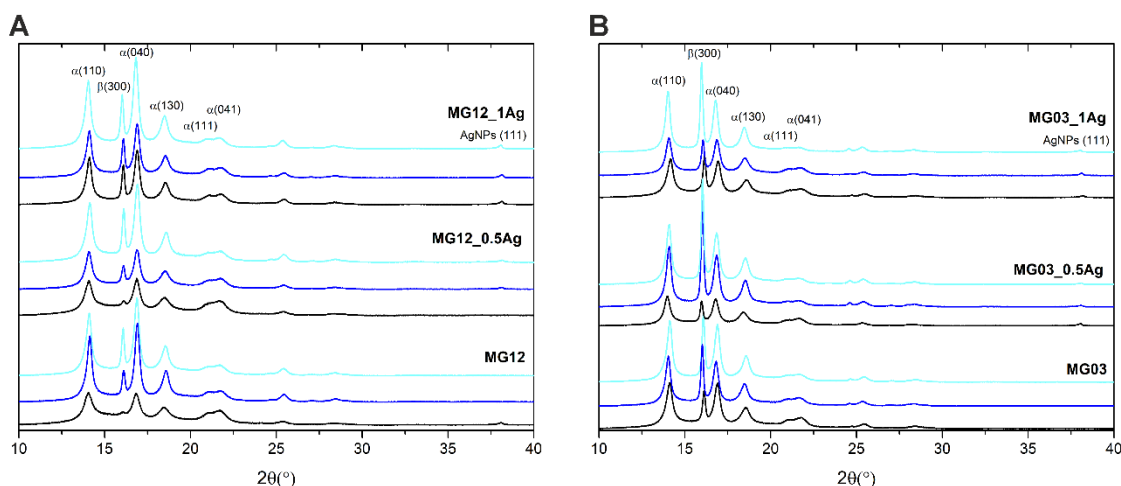 A
α(040)
α(110)
β(300)
α(130)
α(041)
α(111)
MG12_1Ag
AgNPs (111)
MG12_0.5Ag
MG12
10 15 20 25 30 35 40
2θ(°)
B
β(300)
α(110)
α(040)
α(130)
α(041)
α(111)
MG03_1Ag
AgNPs (111)
MG03_0.5Ag
MG03
10 15 20 25 30 35 40
2θ(°)